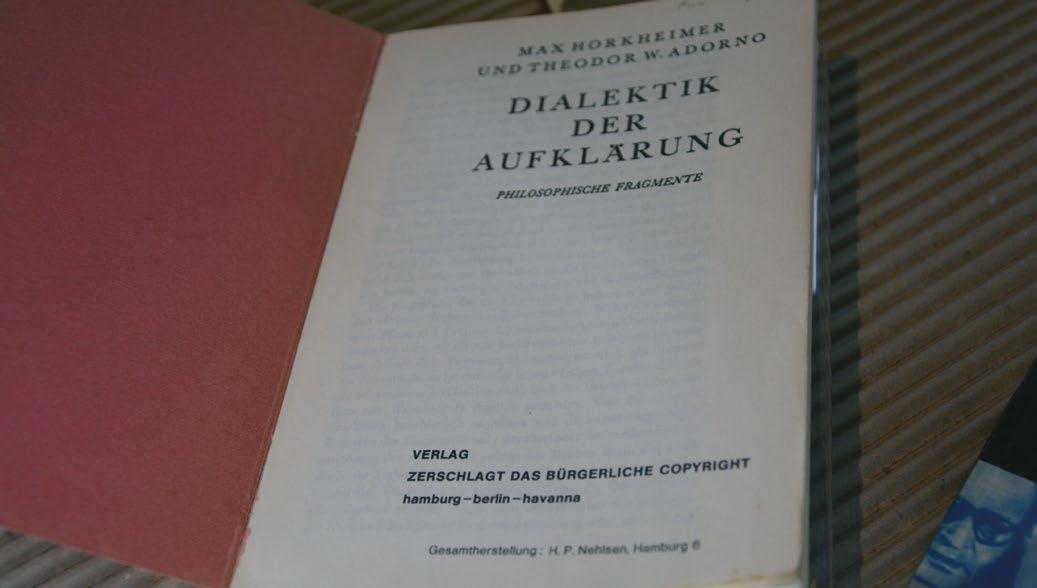 MAX HORKHEIMER
UND THEODOR W. ADORNO
DIALEKTIK
DER
AUFKLÄRUNG
PHILOSOPHISCHE FRAGMENTE
VERLAG
ZERSCHLAGT DAS BÜRGERLICHE COPYRIGHT
hamburg–berlin–havanna
Gesamtherstellung: H. P. Nehlsen, Hamburg 6